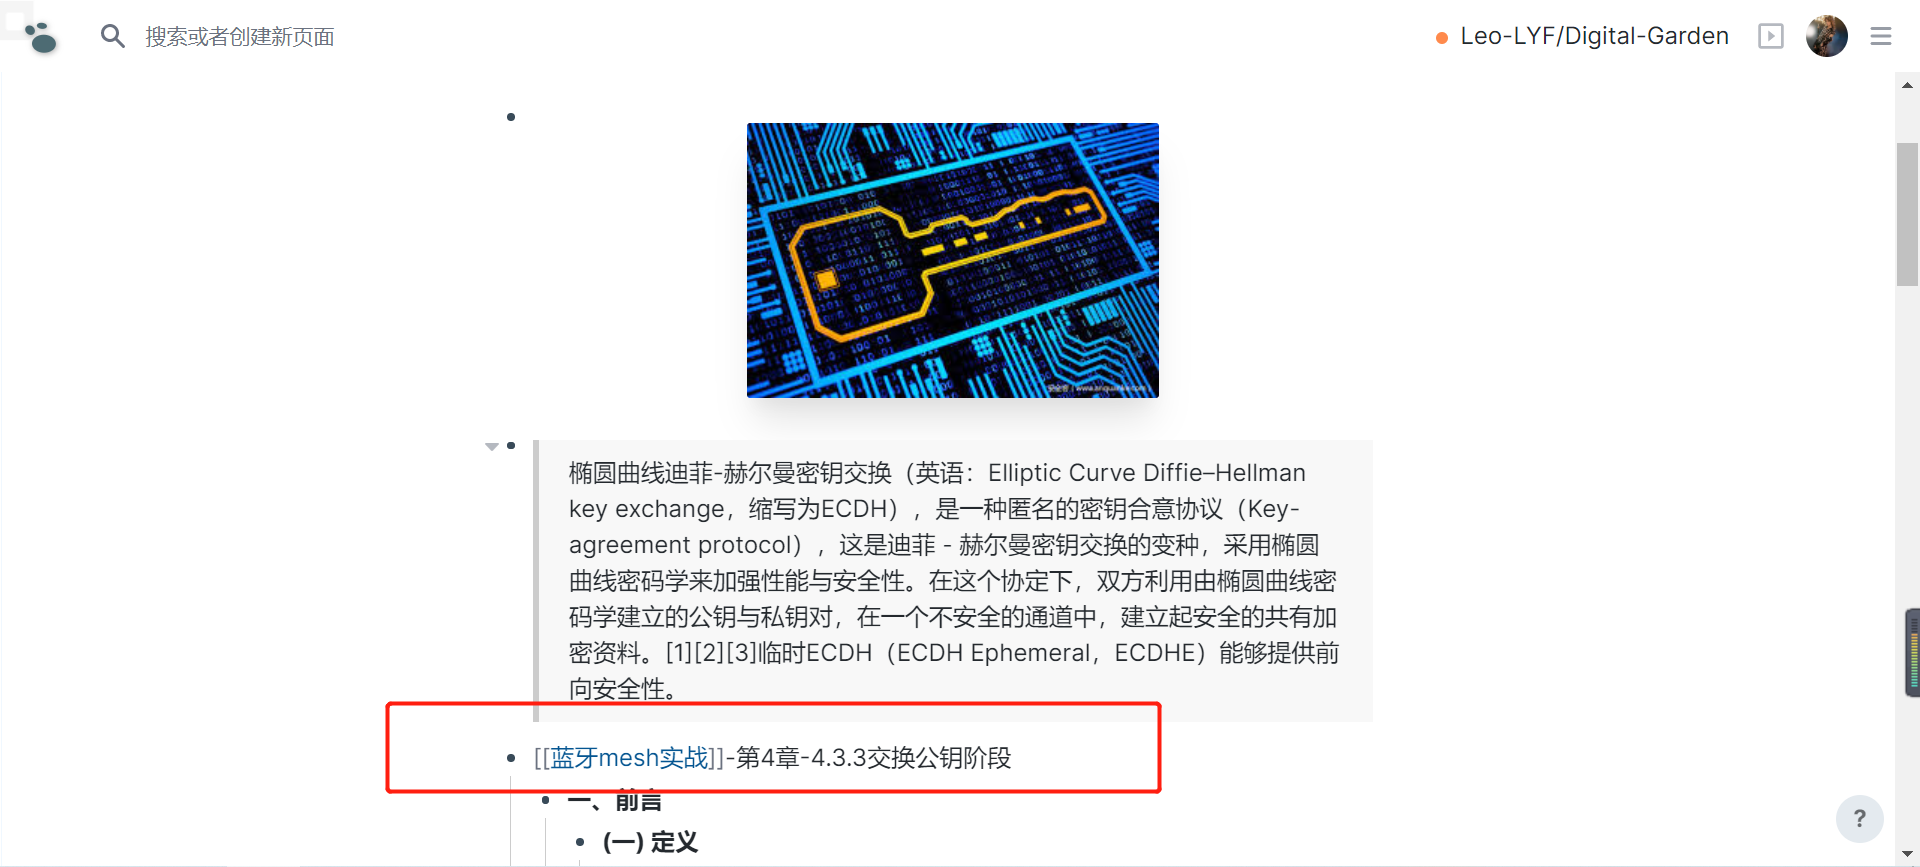 搜索或者创建新页面
Leo-LYF/Digital-Garden
椭圆曲线迪菲-赫尔曼密钥交换（英语：Elliptic Curve Diffie–Hellman
key exchange，缩写为ECDH），是一种匿名的密钥合意协议（Key-
agreement protocol），这是迪菲 - 赫尔曼密钥交换的变种，采用椭圆
曲线密码学来加强性能与安全性。在这个协定下，双方利用由椭圆曲线密
码学建立的公钥与私钥对，在一个不安全的通道中，建立起安全的共有加
密资料。[1][2][3]临时ECDH（ECDH Ephemeral，ECDHE）能够提供前
向安全性。
[[蓝牙mesh实战]]-第4章-4.3.3交换公钥阶段
一、前言
(一) 定义
?